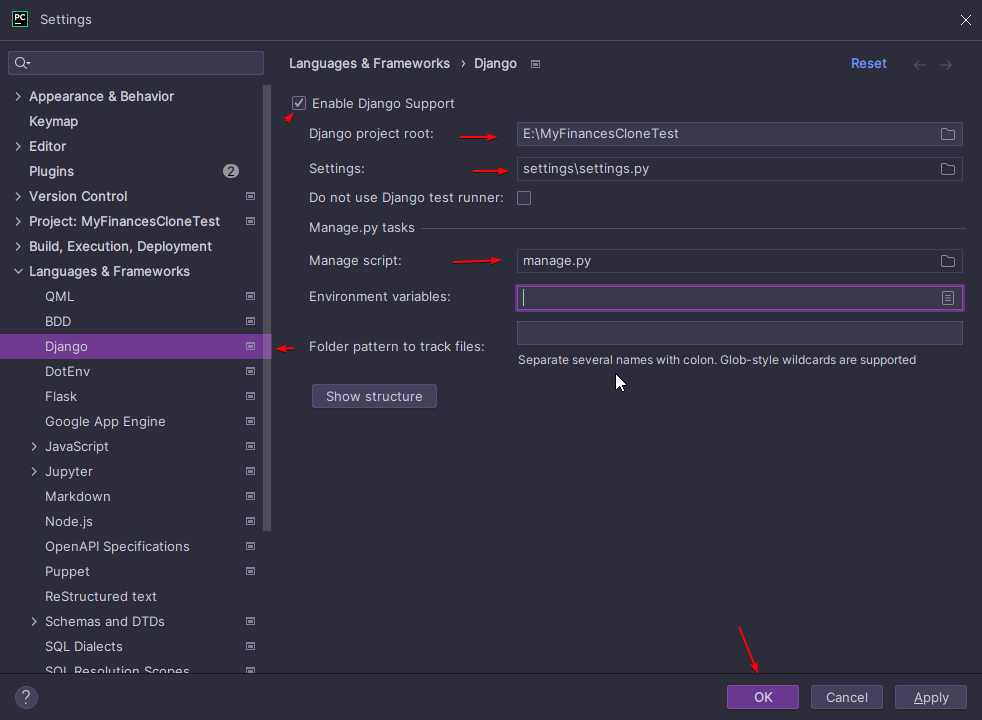 PC Settings
Languages & Frameworks › Django Reset
Appearance & Behavior
Keymap
Editor
Plugins 2
Version Control
Project: MyFinancesCloneTest
Build, Execution, Deployment
Languages & Frameworks
QML
BDD
Django
DotEnv
Flask
Google App Engine
JavaScript
Jupyter
Markdown
Node.js
OpenAPI Specifications
Puppet
ReStructured text
Schemas and DTDs
SQL Dialects
SQL Resolution Scopes
Enable Django Support
Django project root: E:\MyFinancesCloneTest
Settings: settings\settings.py
Do not use Django test runner:
Manage.py tasks
Manage script: manage.py
Environment variables:
Folder pattern to track files:
Separate several names with colon. Glob-style wildcards are supported
Show structure
? OK Cancel Apply